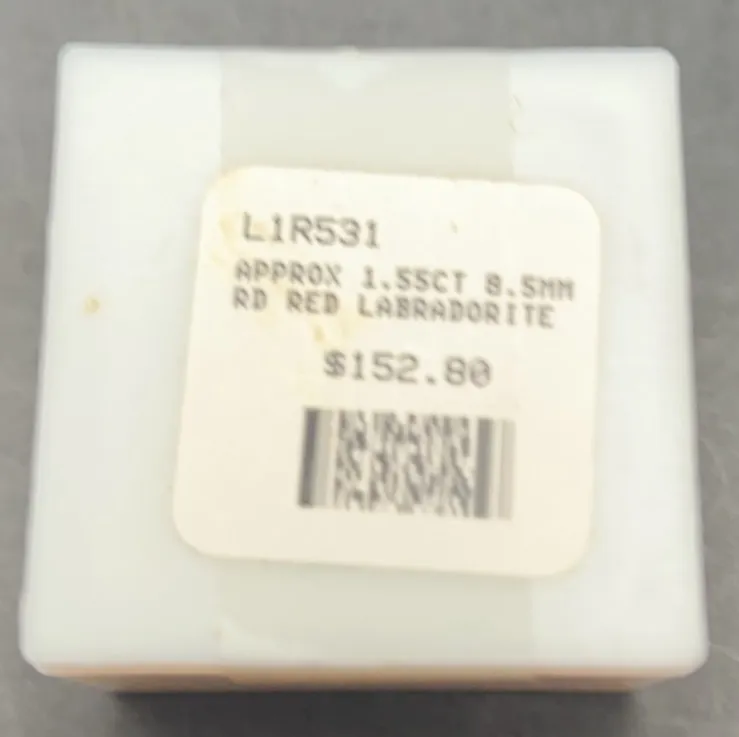 L1R531
APPROX 1.55CT 8.5MM
RD RED LABRADORITE
$152.80